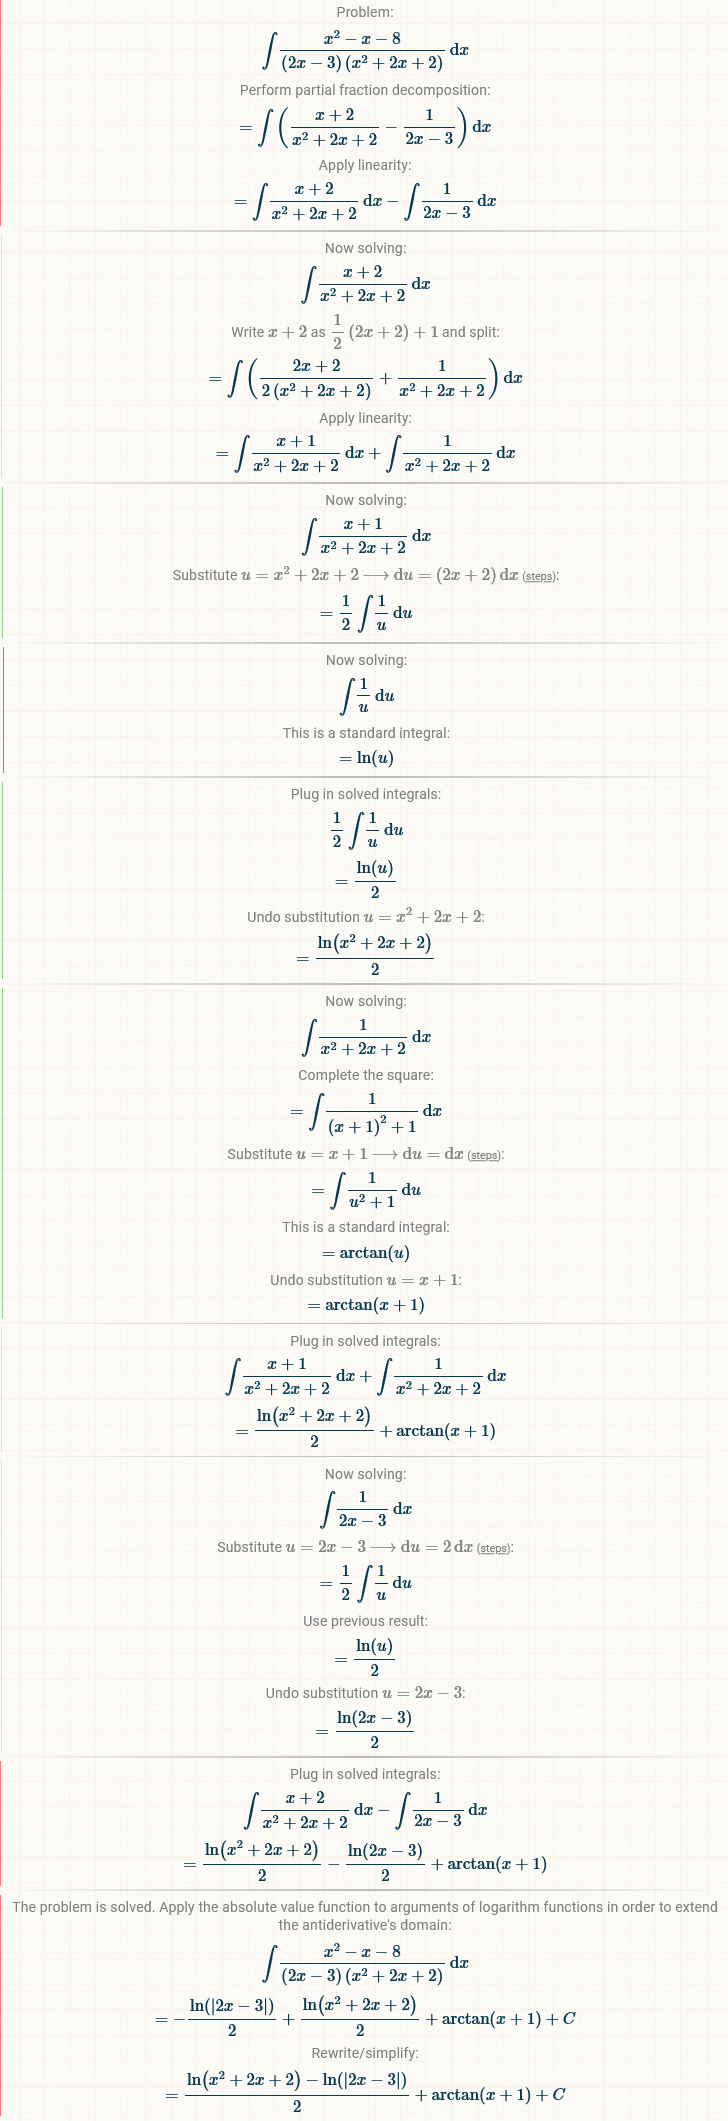 Problem:
∫ (x² − x − 8) / ((2x − 3)(x² + 2x + 2)) dx
Perform partial fraction decomposition:
= ∫ ( (x + 2)/(x² + 2x + 2) − 1/(2x − 3) ) dx
Apply linearity:
= ∫ (x + 2)/(x² + 2x + 2) dx − ∫ 1/(2x − 3) dx
Now solving:
∫ (x + 2)/(x² + 2x + 2) dx
Write x + 2 as 1/2 (2x + 2) + 1 and split:
= ∫ ( (2x + 2)/(2(x² + 2x + 2)) + 1/(x² + 2x + 2) ) dx
Apply linearity:
= ∫ (x + 1)/(x² + 2x + 2) dx + ∫ 1/(x² + 2x + 2) dx
Now solving:
∫ (x + 1)/(x² + 2x + 2) dx
Substitute u = x² + 2x + 2 ⟶ du = (2x + 2) dx (steps):
= 1/2 ∫ 1/u du
Now solving:
∫ 1/u du
This is a standard integral:
= ln(u)
Plug in solved integrals:
1/2 ∫ 1/u du
= ln(u)/2
Undo substitution u = x² + 2x + 2:
= ln(x² + 2x + 2)/2
Now solving:
∫ 1/(x² + 2x + 2) dx
Complete the square:
= ∫ 1/((x + 1)² + 1) dx
Substitute u = x + 1 ⟶ du = dx (steps):
= ∫ 1/(u² + 1) du
This is a standard integral:
= arctan(u)
Undo substitution u = x + 1:
= arctan(x + 1)
Plug in solved integrals:
∫ (x + 1)/(x² + 2x + 2) dx + ∫ 1/(x² + 2x + 2) dx
= ln(x² + 2x + 2)/2 + arctan(x + 1)
Now solving:
∫ 1/(2x − 3) dx
Substitute u = 2x − 3 ⟶ du = 2 dx (steps):
= 1/2 ∫ 1/u du
Use previous result:
= ln(u)/2
Undo substitution u = 2x − 3:
= ln(2x − 3)/2
Plug in solved integrals:
∫ (x + 2)/(x² + 2x + 2) dx − ∫ 1/(2x − 3) dx
= ln(x² + 2x + 2)/2 − ln(2x − 3)/2 + arctan(x + 1)
The problem is solved. Apply the absolute value function to arguments of logarithm functions in order to extend
the antiderivative's domain:
∫ (x² − x − 8) / ((2x − 3)(x² + 2x + 2)) dx
= − ln(|2x − 3|)/2 + ln(x² + 2x + 2)/2 + arctan(x + 1) + C
Rewrite/simplify:
= (ln(x² + 2x + 2) − ln(|2x − 3|))/2 + arctan(x + 1) + C